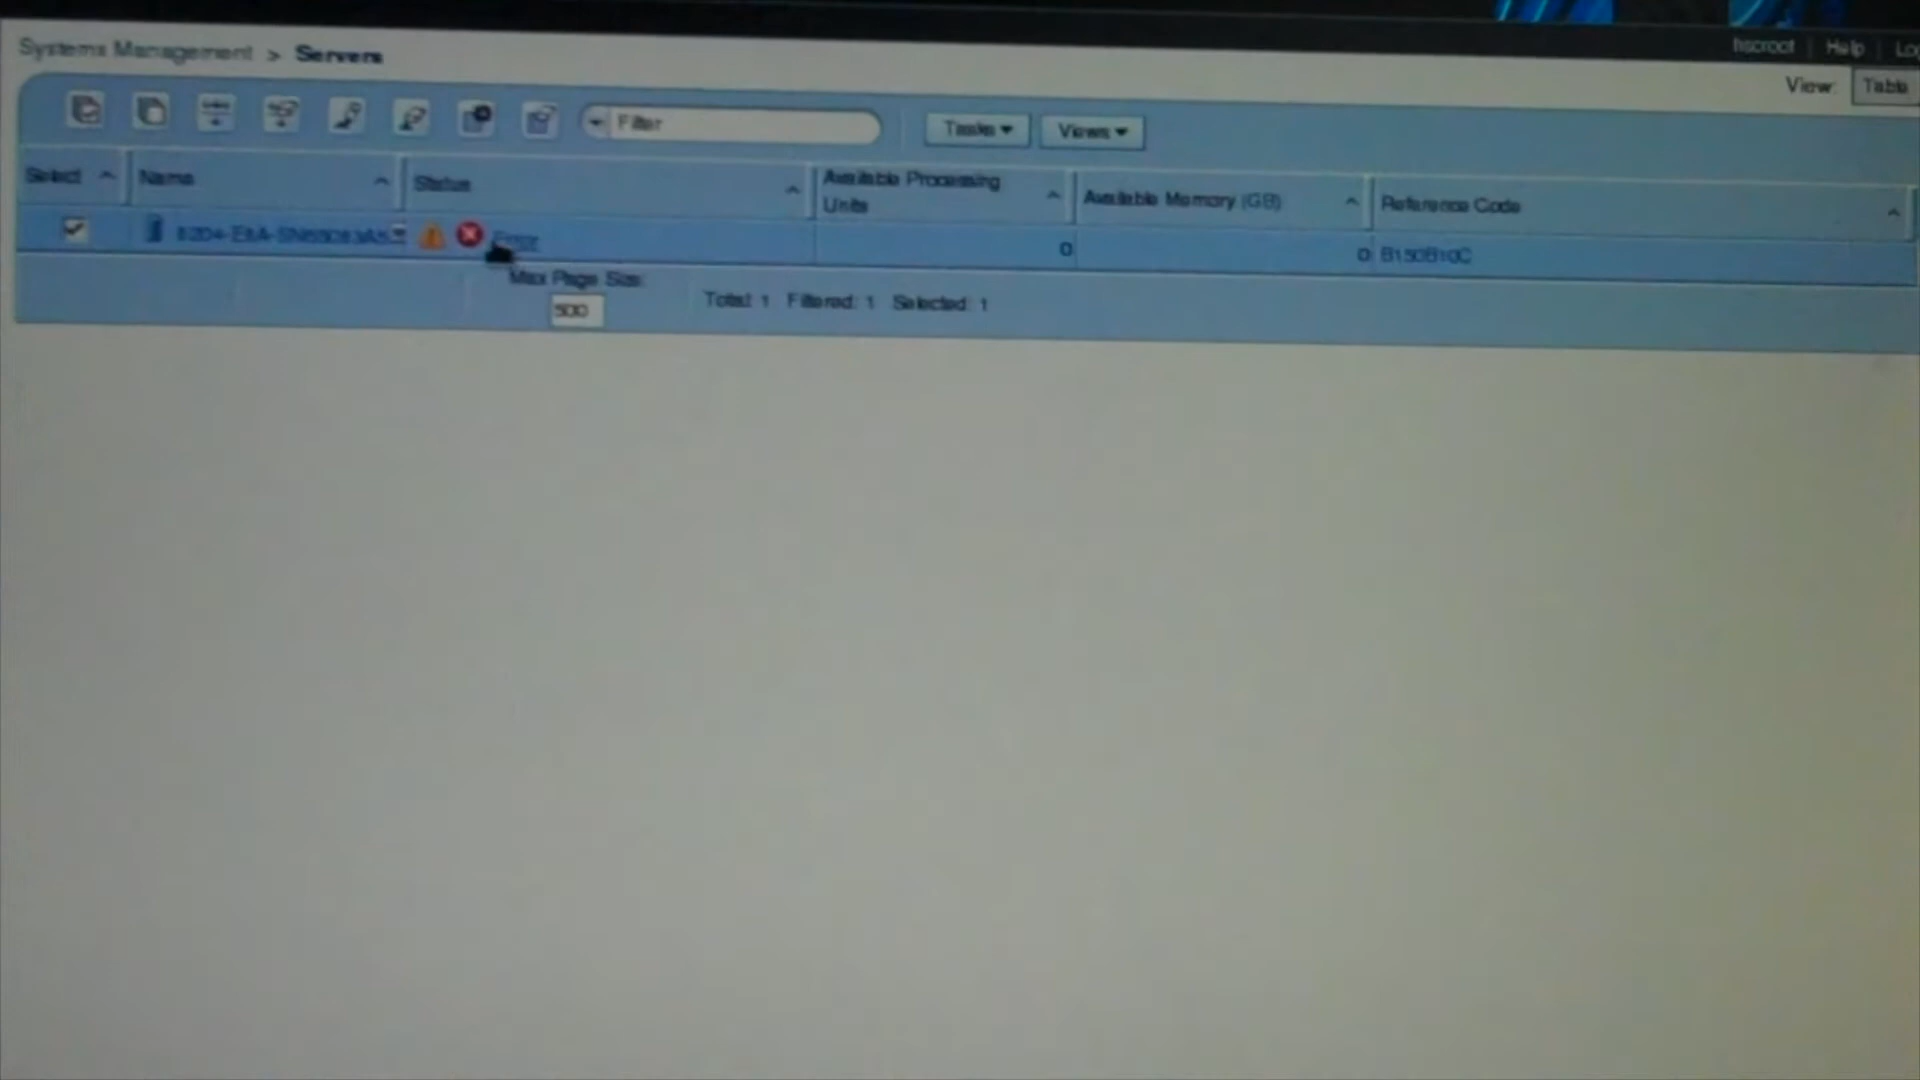 hscroot | Help | Lo
Systems Management > Servers
View: Table
Filter
Tasks
Views
Select
Name
Status
Available Processing
Units
Available Memory (GB)
Reference Code
Error
0
0
Max Page Size:
500
Total: 1 Filtered: 1 Selected: 1